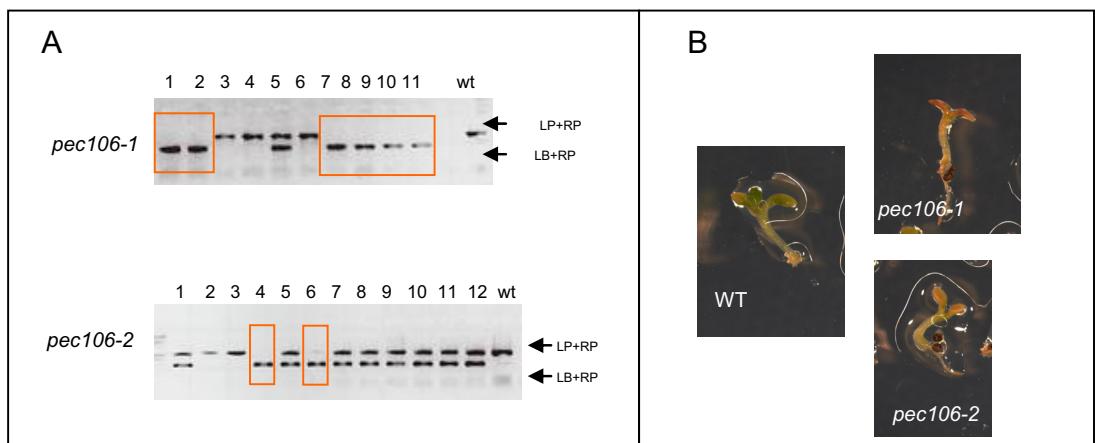 A
1 2 3 4 5 6 7 8 9 10 11 wt
LP+RP
pec106-1
LB+RP
1 2 3 4 5 6 7 8 9 10 11 12 wt
pec106-2
LP+RP
LB+RP
B
pec106-1
WT
pec106-2